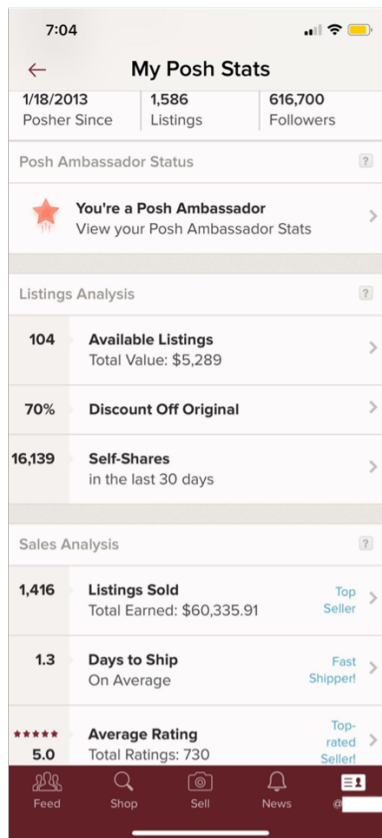 7:04
My Posh Stats
1/18/2013
Posher Since
1,586
Listings
616,700
Followers
Posh Ambassador Status
?
You're a Posh Ambassador
View your Posh Ambassador Stats
Listings Analysis
?
104
Available Listings
Total Value: $5,289
70%
Discount Off Original
16,139
Self-Shares
in the last 30 days
Sales Analysis
?
1,416
Listings Sold
Total Earned: $60,335.91
Top
Seller
1.3
Days to Ship
On Average
Fast
Shipper!
5.0
Average Rating
Total Ratings: 730
Top-
rated
Seller!
Feed
Shop
Sell
News
@